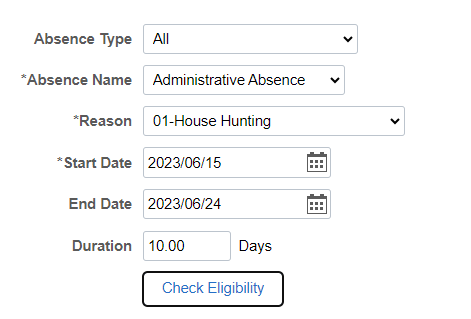 Absence Type All
*Absence Name Administrative Absence
*Reason 01-House Hunting
*Start Date 2023/06/15
End Date 2023/06/24
Duration 10.00 Days
Check Eligibility